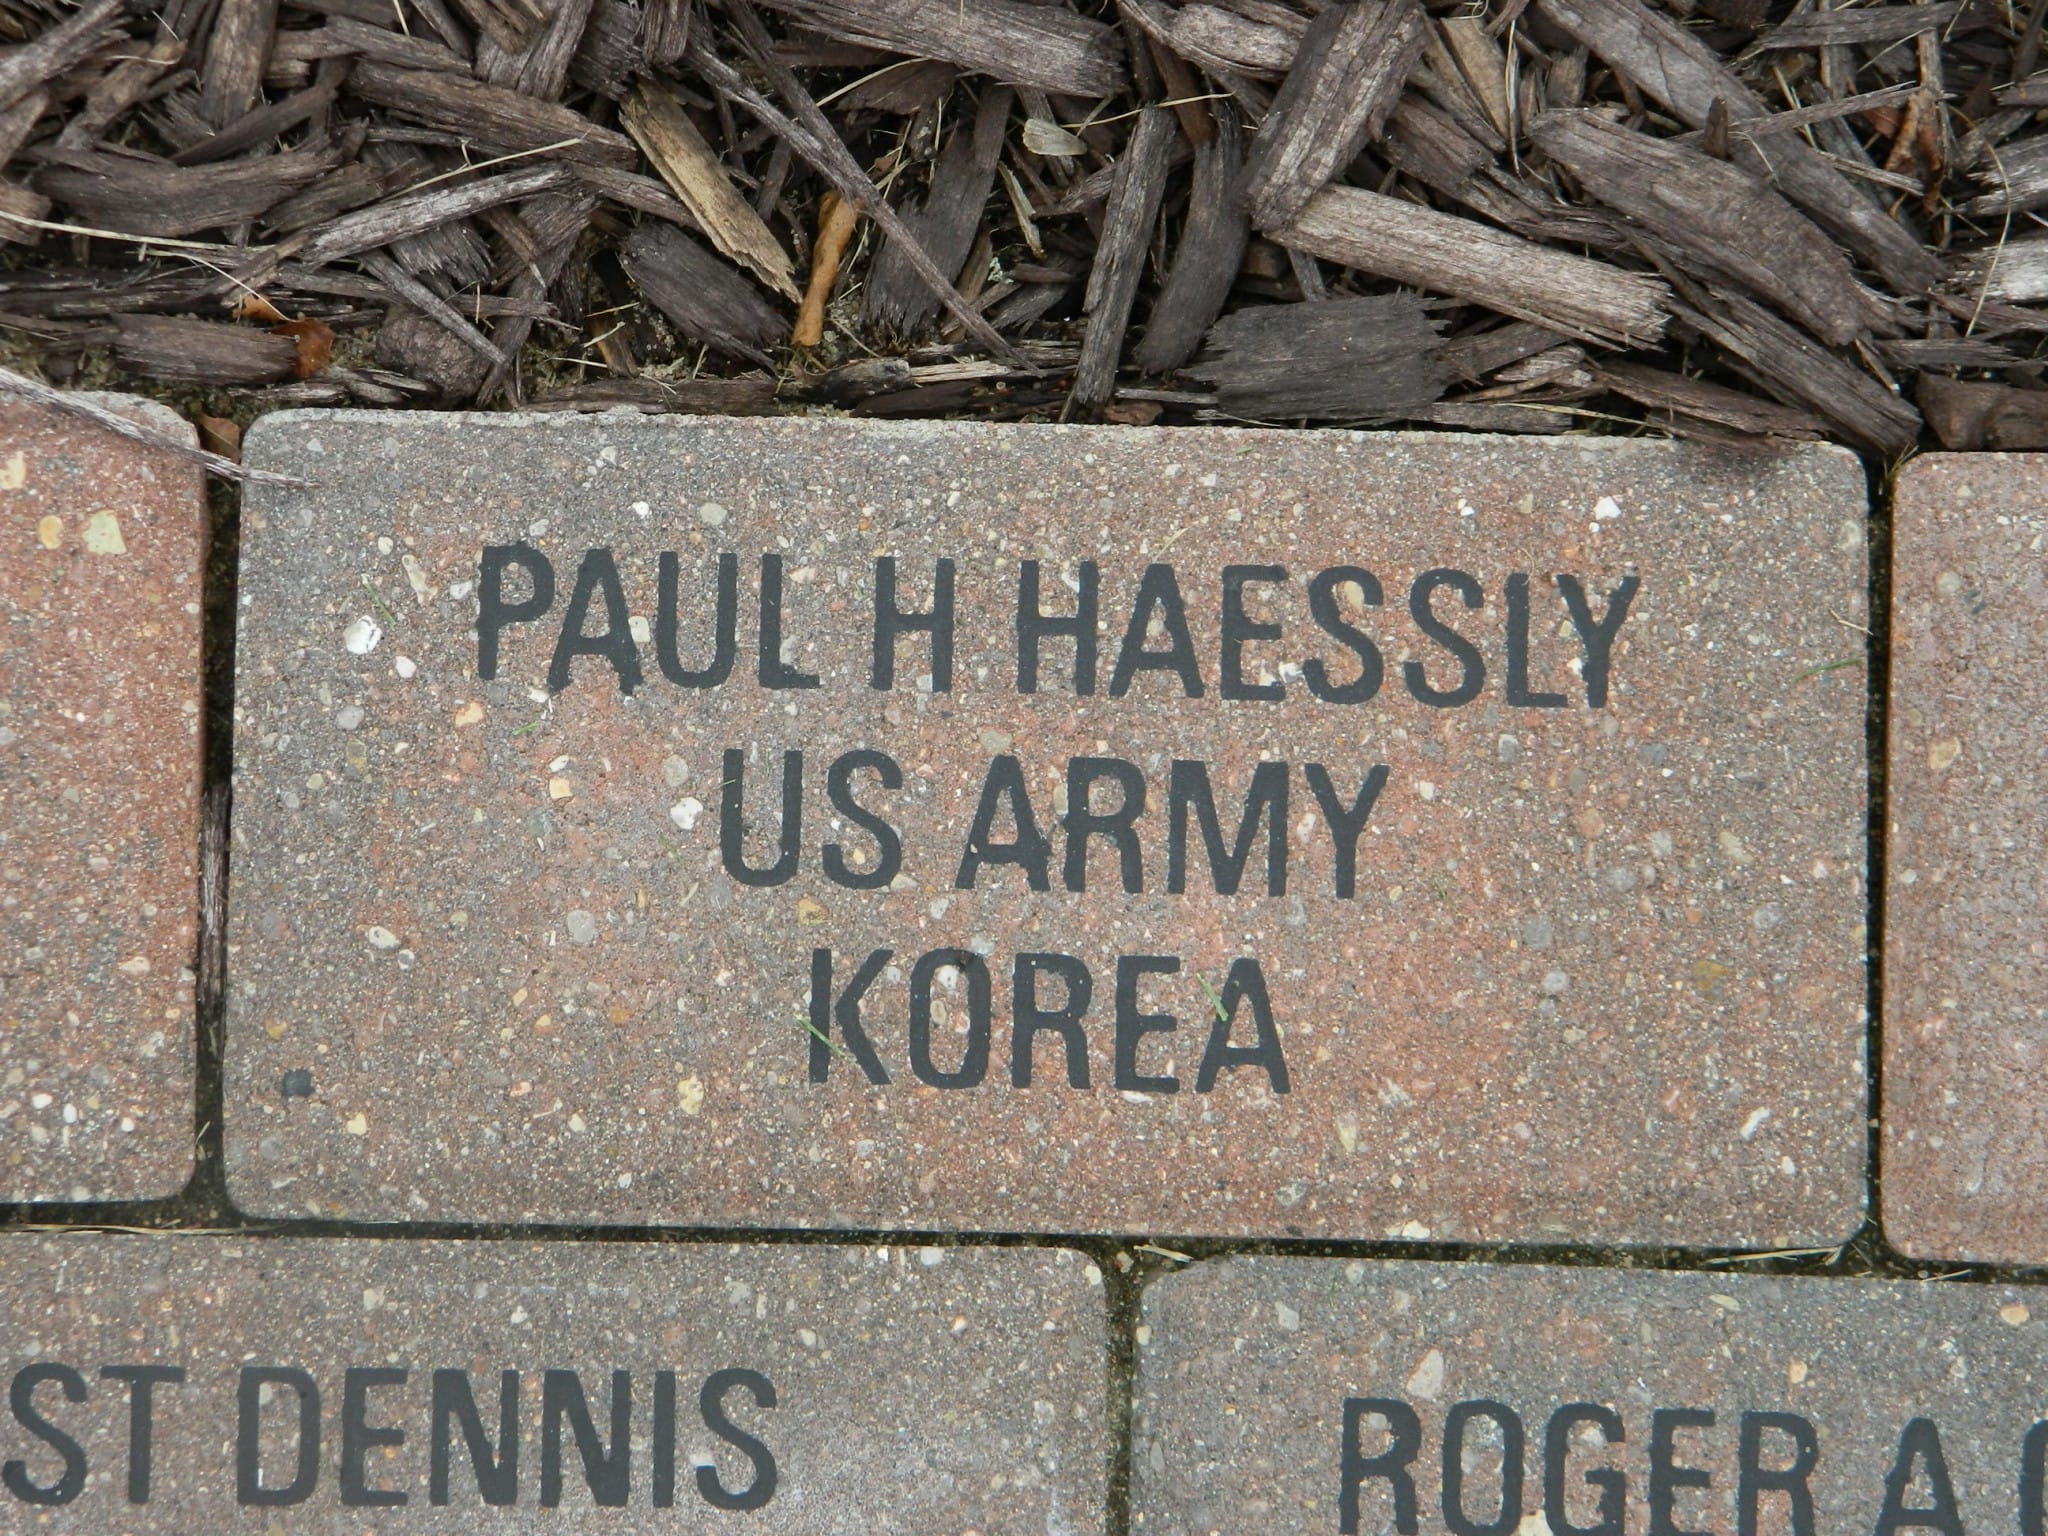 PAUL H HAESSLY
US ARMY
KOREA
ST DENNIS
ROGER A